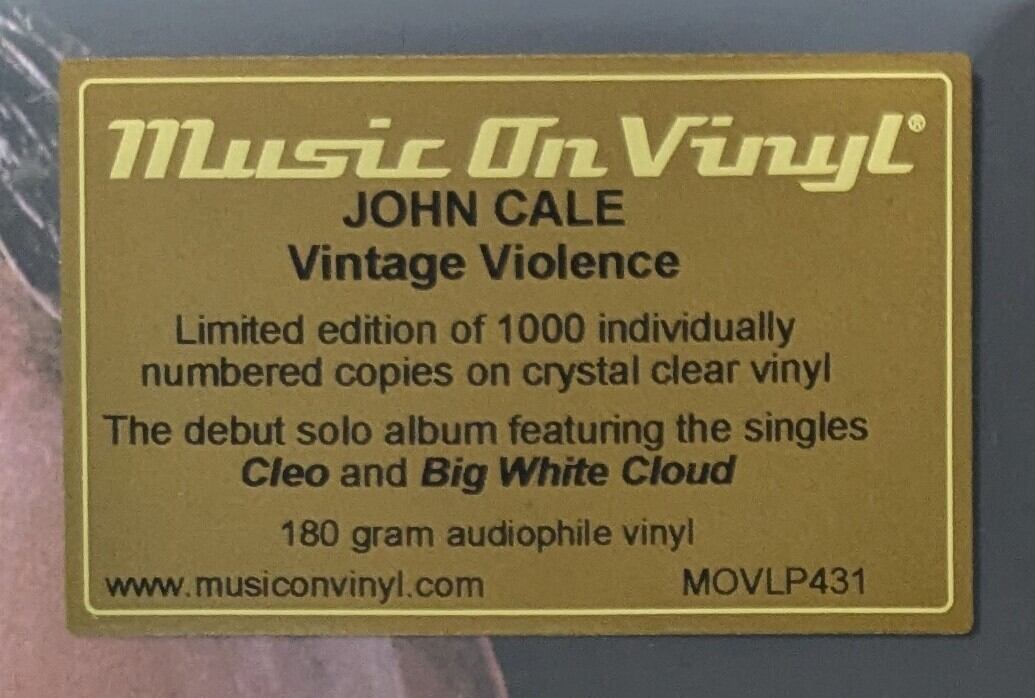 Music On Vinyl®
JOHN CALE
Vintage Violence
Limited edition of 1000 individually
numbered copies on crystal clear vinyl
The debut solo album featuring the singles
Cleo and Big White Cloud
180 gram audiophile vinyl
www.musiconvinyl.com MOVLP431